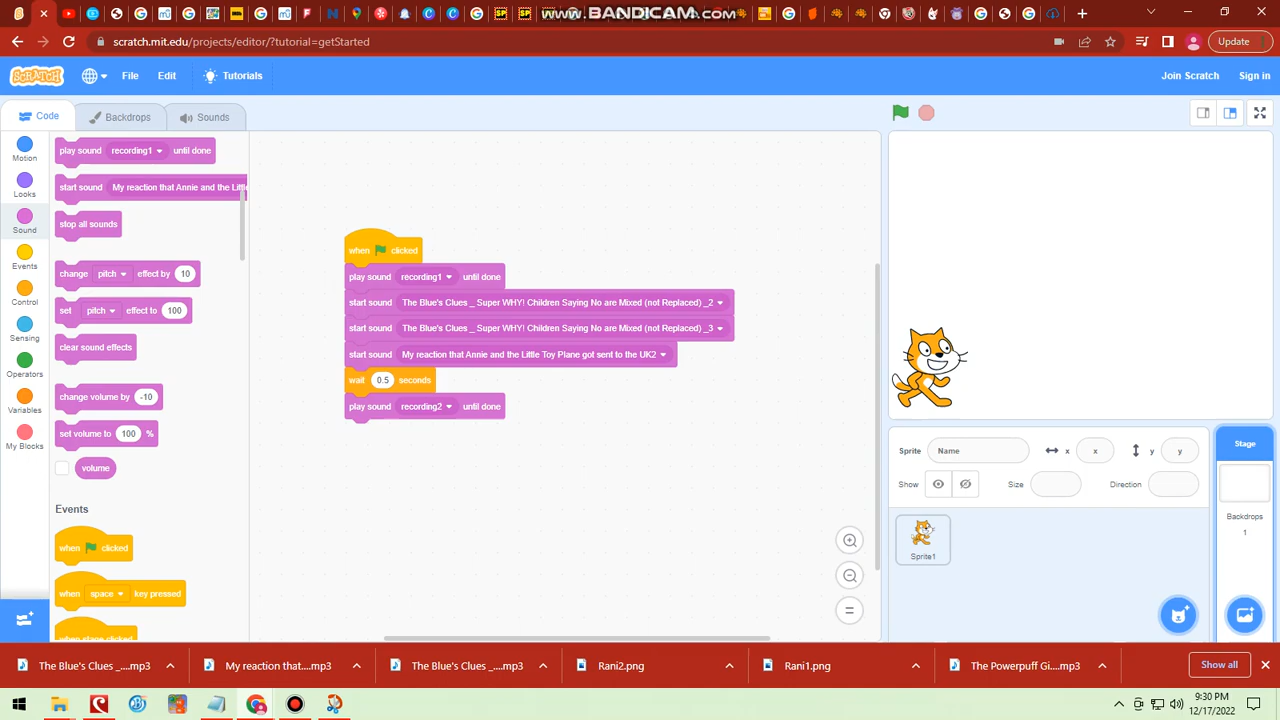 WWW.BANDICAM.COM
scratch.mit.edu/projects/editor/?tutorial=getStarted
Update
SCRATCH
File
Edit
Tutorials
Join Scratch
Sign in
Code
Backdrops
Sounds
Motion
Looks
Sound
Events
Control
Sensing
Operators
Variables
My Blocks
play sound recording1 until done
start sound My reaction that Annie and the Littl
stop all sounds
change pitch effect by 10
set pitch effect to 100
clear sound effects
change volume by -10
set volume to 100 %
volume
Events
when clicked
when space key pressed
when stage clicked
when clicked
play sound recording1 until done
start sound The Blue's Clues _ Super WHY! Children Saying No are Mixed (not Replaced) _2
start sound The Blue's Clues _ Super WHY! Children Saying No are Mixed (not Replaced) _3
start sound My reaction that Annie and the Little Toy Plane got sent to the UK2
wait 0.5 seconds
play sound recording2 until done
Sprite Name x x y y
Show Size Direction
Sprite1
Stage
Backdrops
1
The Blue's Clues _....mp3
My reaction that....mp3
The Blue's Clues _....mp3
Rani2.png
Rani1.png
The Powerpuff Gi....mp3
Show all
9:30 PM
12/17/2022